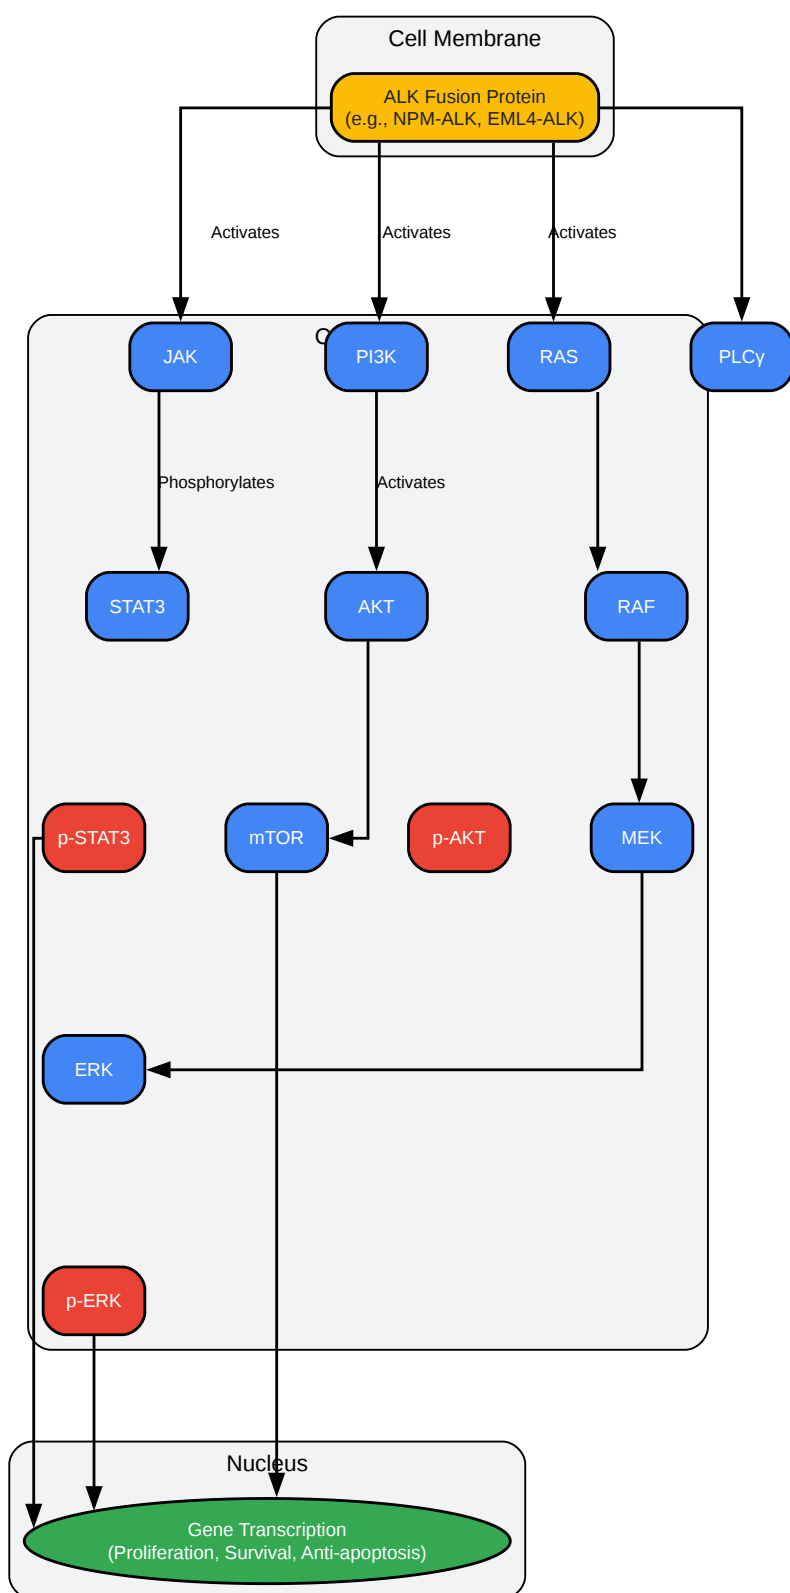 Cell Membrane
ALK Fusion Protein
(e.g., NPM-ALK, EML4-ALK)
Activates
Activates
Activates
C
JAK
PI3K
RAS
PLCγ
Phosphorylates
Activates
STAT3
AKT
RAF
p-STAT3
mTOR
p-AKT
MEK
ERK
p-ERK
Nucleus
Gene Transcription
(Proliferation, Survival, Anti-apoptosis)